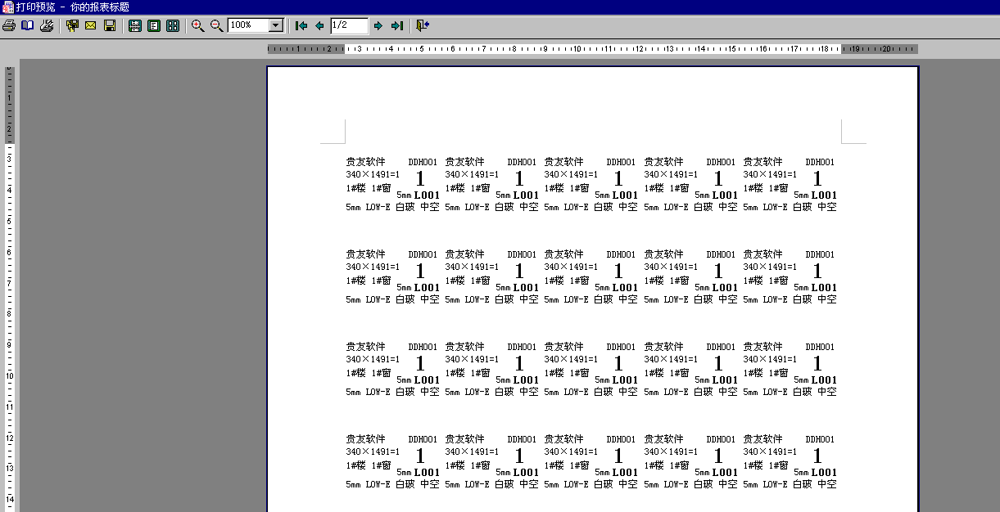 打印预览 - 你的报表标题
100% 1/2
1 2 3 4 5 6 7 8 9 10 11 12 13 14 15 16 17 18 19 20
贵友软件 DDH001 贵友软件 DDH001 贵友软件 DDH001 贵友软件 DDH001 贵友软件 DDH001
340×1491=1 1 340×1491=1 1 340×1491=1 1 340×1491=1 1 340×1491=1 1
1#楼 1#窗 1#楼 1#窗 1#楼 1#窗 1#楼 1#窗 1#楼 1#窗
5mm L001 5mm L001 5mm L001 5mm L001 5mm L001
5mm LOW-E 白玻 中空 5mm LOW-E 白玻 中空 5mm LOW-E 白玻 中空 5mm LOW-E 白玻 中空 5mm LOW-E 白玻 中空
贵友软件 DDH001 贵友软件 DDH001 贵友软件 DDH001 贵友软件 DDH001 贵友软件 DDH001
340×1491=1 1 340×1491=1 1 340×1491=1 1 340×1491=1 1 340×1491=1 1
1#楼 1#窗 1#楼 1#窗 1#楼 1#窗 1#楼 1#窗 1#楼 1#窗
5mm L001 5mm L001 5mm L001 5mm L001 5mm L001
5mm LOW-E 白玻 中空 5mm LOW-E 白玻 中空 5mm LOW-E 白玻 中空 5mm LOW-E 白玻 中空 5mm LOW-E 白玻 中空
贵友软件 DDH001 贵友软件 DDH001 贵友软件 DDH001 贵友软件 DDH001 贵友软件 DDH001
340×1491=1 1 340×1491=1 1 340×1491=1 1 340×1491=1 1 340×1491=1 1
1#楼 1#窗 1#楼 1#窗 1#楼 1#窗 1#楼 1#窗 1#楼 1#窗
5mm L001 5mm L001 5mm L001 5mm L001 5mm L001
5mm LOW-E 白玻 中空 5mm LOW-E 白玻 中空 5mm LOW-E 白玻 中空 5mm LOW-E 白玻 中空 5mm LOW-E 白玻 中空
贵友软件 DDH001 贵友软件 DDH001 贵友软件 DDH001 贵友软件 DDH001 贵友软件 DDH001
340×1491=1 1 340×1491=1 1 340×1491=1 1 340×1491=1 1 340×1491=1 1
1#楼 1#窗 1#楼 1#窗 1#楼 1#窗 1#楼 1#窗 1#楼 1#窗
5mm L001 5mm L001 5mm L001 5mm L001 5mm L001
5mm LOW-E 白玻 中空 5mm LOW-E 白玻 中空 5mm LOW-E 白玻 中空 5mm LOW-E 白玻 中空 5mm LOW-E 白玻 中空
1
2
3
4
5
6
7
8
9
10
11
12
13
14